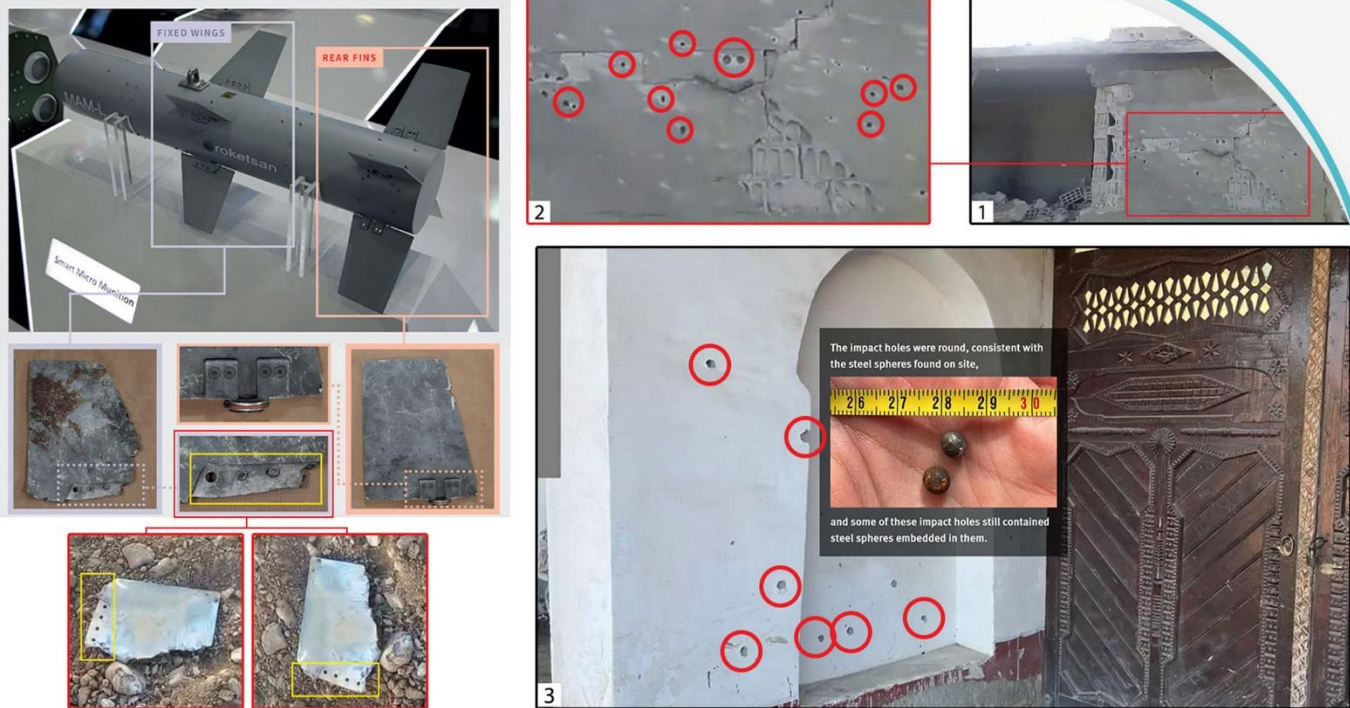 FIXED WINGS
REAR FINS
MAM-L
roketsan
Smart Micro Munition
2
1
The impact holes were round, consistent with
the steel spheres found on site,
26 27 28 29 30
and some of these impact holes still contained
steel spheres embedded in them.
3